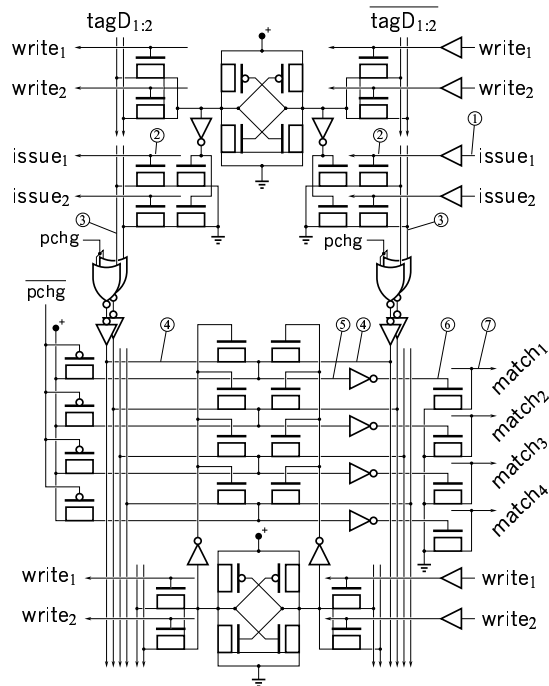 tagD1:2 tagD1:2
write1 write1
write2 write2
①
② ②
issue1 issue1
issue2 issue2
③ ③
pchg pchg
pchg
④ ⑤ ④ ⑥ ⑦
match1
match2
match3
match4
write1 write1
write2 write2